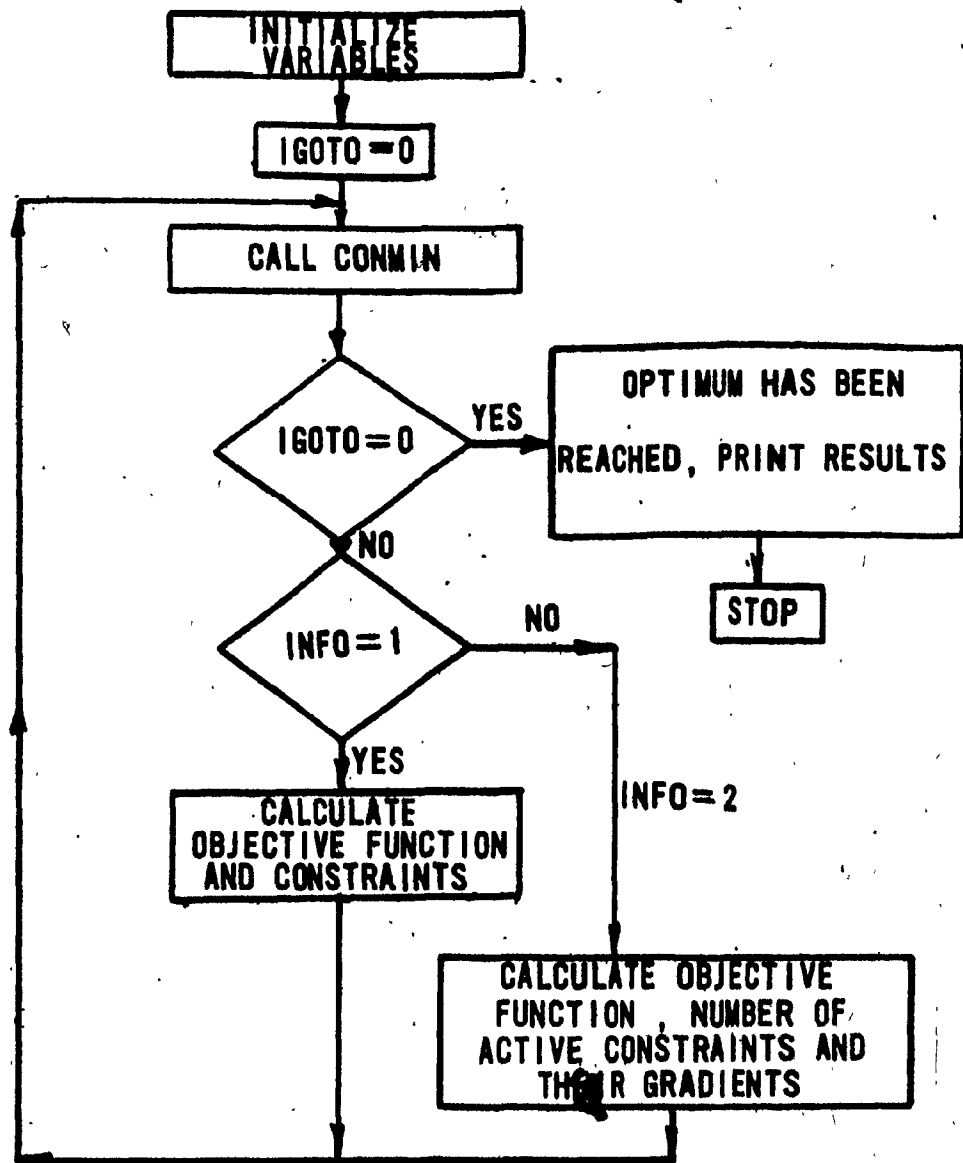 INITIALIZE
VARIABLES
IGOTO = 0
CALL CONMIN
IGOTO = 0
YES
OPTIMUM HAS BEEN
REACHED, PRINT RESULTS
NO
STOP
INFO = 1
NO
YES
INFO = 2
CALCULATE
OBJECTIVE FUNCTION
AND CONSTRAINTS
CALCULATE OBJECTIVE
FUNCTION , NUMBER OF
ACTIVE CONSTRAINTS AND
THEIR GRADIENTS